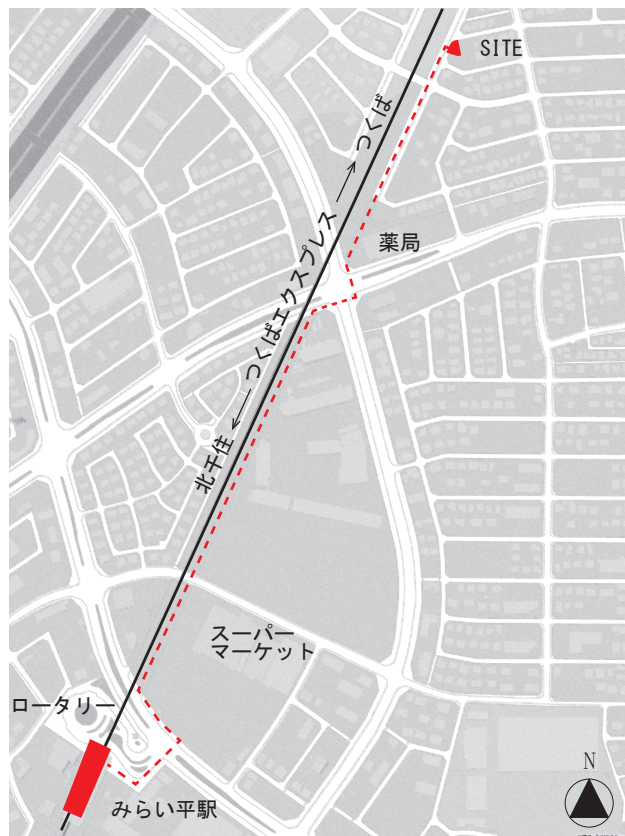 SITE
薬局
北千住 ← つくばエクスプレス → つくば
スーパー
マーケット
ロータリー
みらい平駅
N